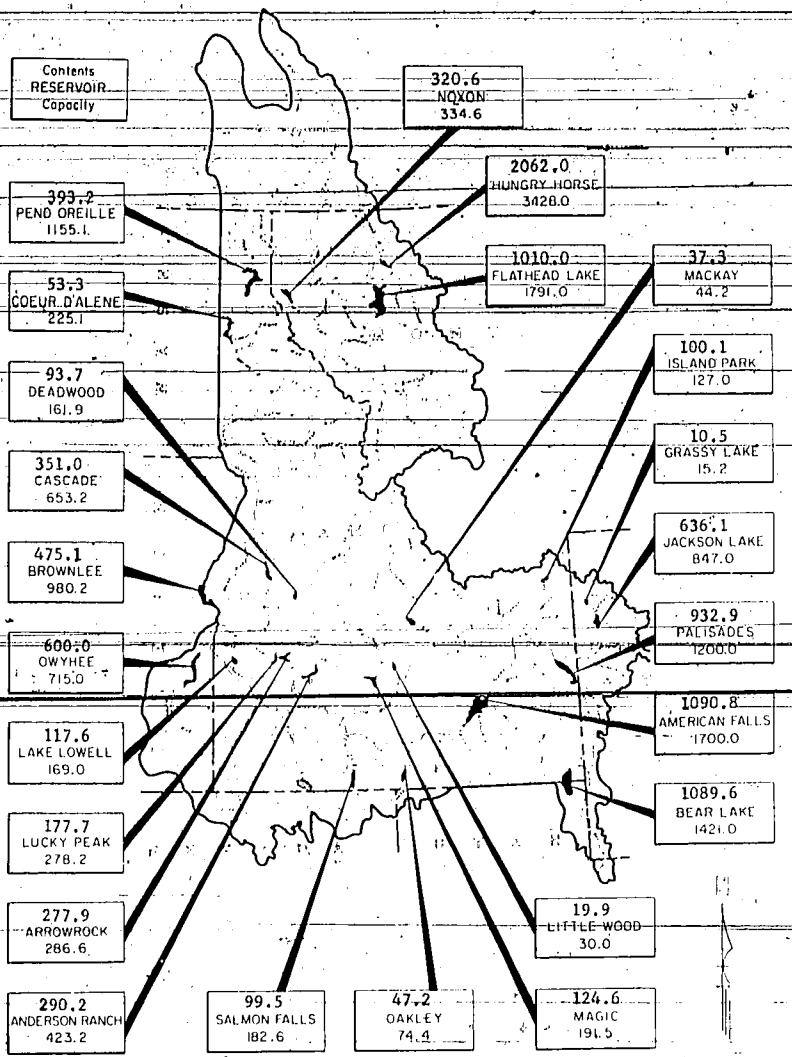 Contents
RESERVOIR
Capacity
320.6
NOXON
334.6
2062.0
HUNGRY HORSE
3428.0
393.2
PEND OREILLE
1155.1
1010.0
FLATHEAD LAKE
1791.0
37.3
MACKAY
44.2
53.3
COEUR D'ALENE
225.1
100.1
ISLAND PARK
127.0
93.7
DEADWOOD
161.9
10.5
GRASSY LAKE
15.2
351.0
CASCADE
653.2
636.1
JACKSON LAKE
847.0
475.1
BROWNLEE
980.2
932.9
PALISADES
1200.0
600.0
OWYHEE
715.0
1090.8
AMERICAN FALLS
1700.0
117.6
LAKE LOWELL
169.0
1089.6
BEAR LAKE
1421.0
177.7
LUCKY PEAK
278.2
277.9
ARROWROCK
286.6
19.9
LITTLE WOOD
30.0
290.2
ANDERSON RANCH
423.2
99.5
SALMON FALLS
182.6
47.2
OAKLEY
74.4
124.6
MAGIC
191.5